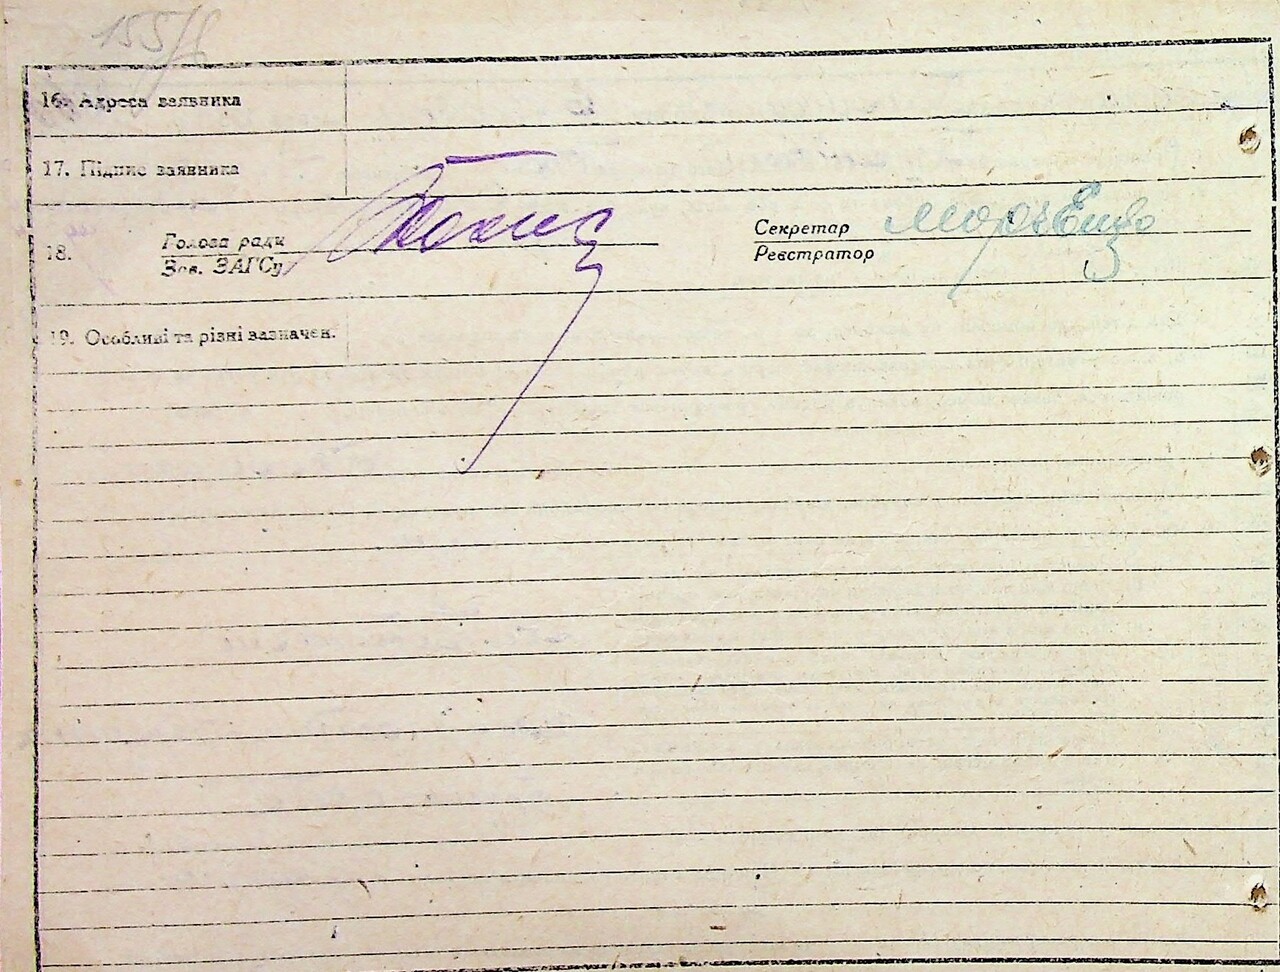 155
16. Адреса заявника
17. Підпис заявника
18. Голова ради
Зав. ЗАГСу
Секретар
Реєстратор
19. Особливі та різні зазначен.